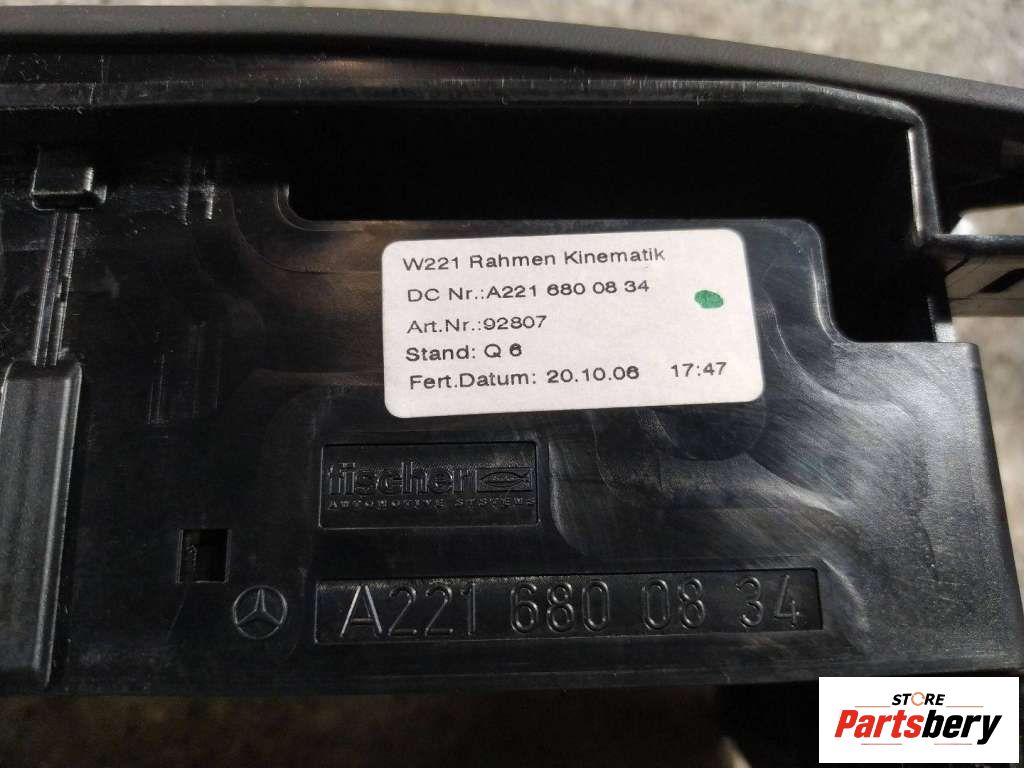 W221 Rahmen Kinematik
DC Nr.:A221 680 08 34
Art.Nr.:92807
Stand: Q 6
Fert.Datum: 20.10.06 17:47
fischer
AUTOMOTIVE SYSTEMS
A221 680 08 34
STORE
Partsbery